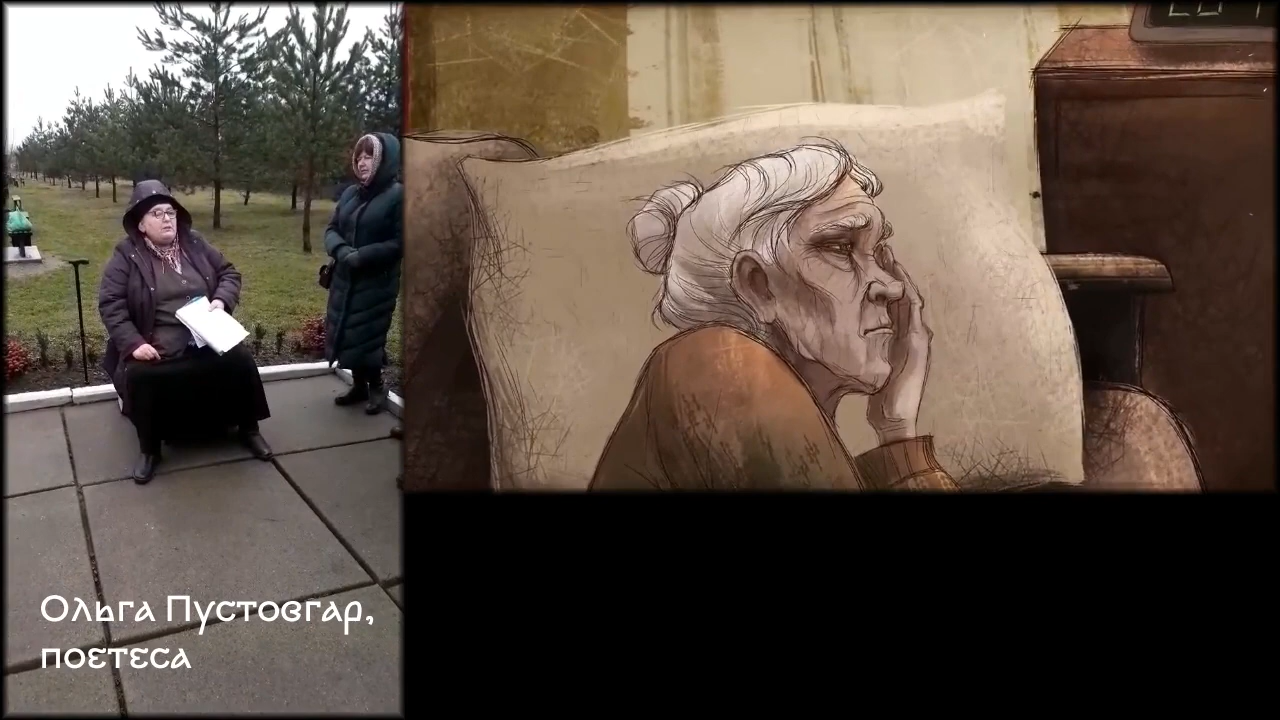 Ольга Пустовгар,
поетеса